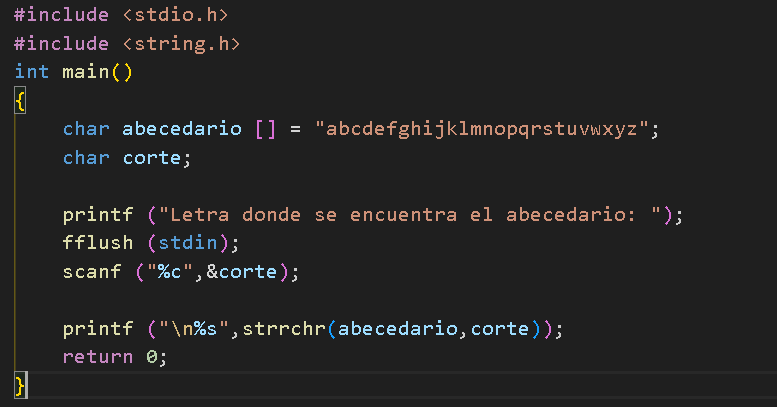 #include <stdio.h>
#include <string.h>
int main()
{
    char abecedario [] = "abcdefghijklmnopqrstuvwxyz";
    char corte;

    printf ("Letra donde se encuentra el abecedario: ");
    fflush (stdin);
    scanf ("%c",&corte);

    printf ("\n%s",strrchr(abecedario,corte));
    return 0;
}